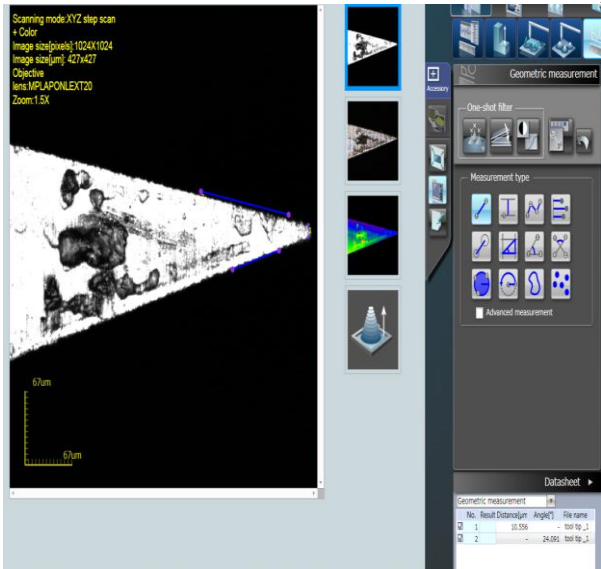 Scanning mode:XYZ step scan
+ Color
Image size[pixels]:1024X1024
Image size[µm]: 427x427
Objective
lens:MPLAPONLEXT20
Zoom:1.5X
67um
67um
Accessory
Geometric measurement
One-shot filter
Measurement type
Advanced measurement
Datasheet
Geometric measurement
No. Result Distance[µm Angle[°] File name
1 10.556 - tool tip _1
2 - 24.091 tool tip _1